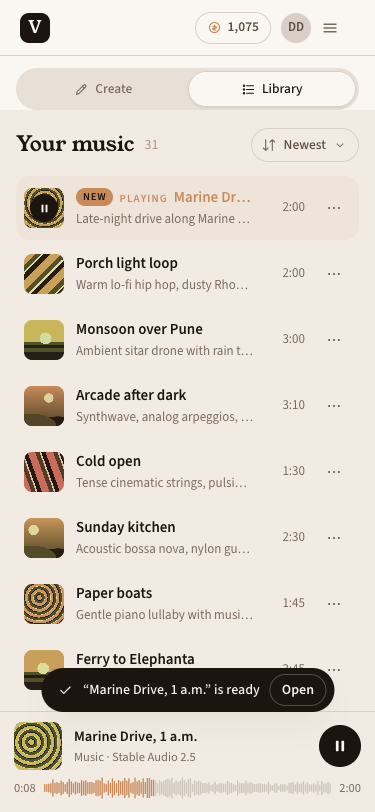 V
1,075
DD
Create
Library
Your music 31
Newest
NEW PLAYING Marine Dr…
Late-night drive along Marine …
2:00
Porch light loop
Warm lo-fi hip hop, dusty Rho…
2:00
Monsoon over Pune
Ambient sitar drone with rain t…
3:00
Arcade after dark
Synthwave, analog arpeggios, …
3:10
Cold open
Tense cinematic strings, pulsi…
1:30
Sunday kitchen
Acoustic bossa nova, nylon gu…
2:30
Paper boats
Gentle piano lullaby with musi…
1:45
Ferry to Elephanta
“Marine Drive, 1 a.m.” is ready
Open
Marine Drive, 1 a.m.
Music · Stable Audio 2.5
0:08
2:00